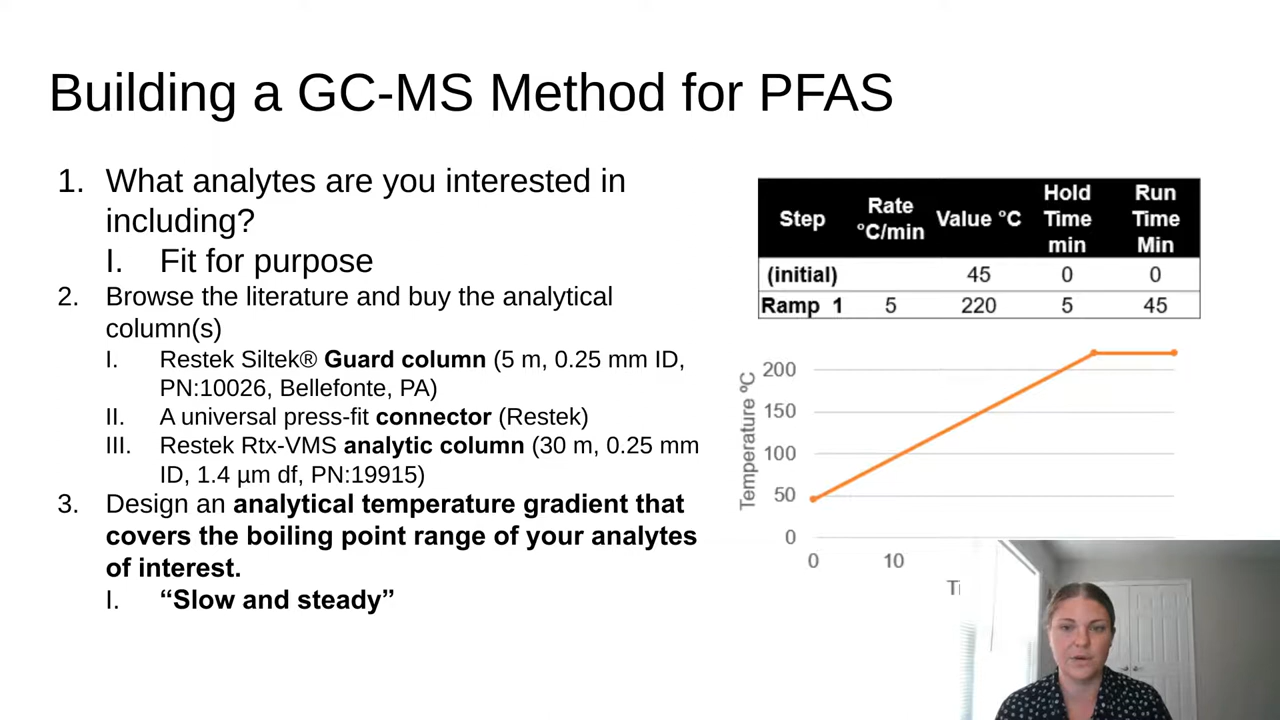 Building a GC-MS Method for PFAS
1. What analytes are you interested in
including?
I. Fit for purpose
2. Browse the literature and buy the analytical
column(s)
I. Restek Siltek® Guard column (5 m, 0.25 mm ID,
PN:10026, Bellefonte, PA)
II. A universal press-fit connector (Restek)
III. Restek Rtx-VMS analytic column (30 m, 0.25 mm
ID, 1.4 µm df, PN:19915)
3. Design an analytical temperature gradient that
covers the boiling point range of your analytes
of interest.
I. “Slow and steady”
Step Rate °C/min Value °C Hold Time min Run Time Min
(initial) 45 0 0
Ramp 1 5 220 5 45
Temperature ºC
200
150
100
50
0
0 10